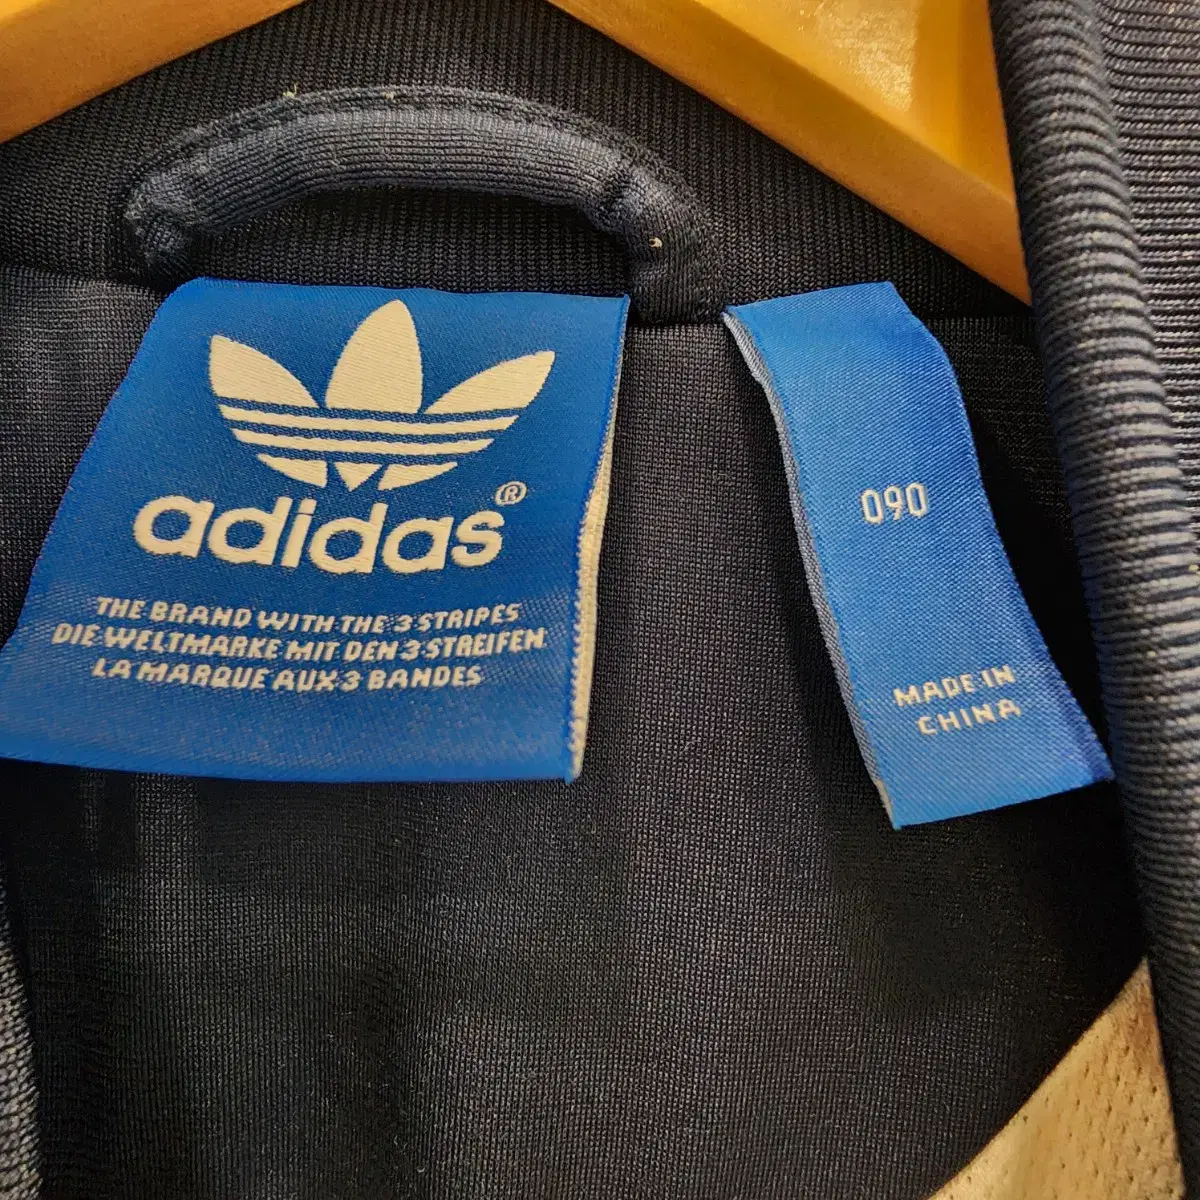 adidas®
THE BRAND WITH THE 3 STRIPES
DIE WELTMARKE MIT DEN 3 STREIFEN
LA MARQUE AUX 3 BANDES
090
MADE IN
CHINA